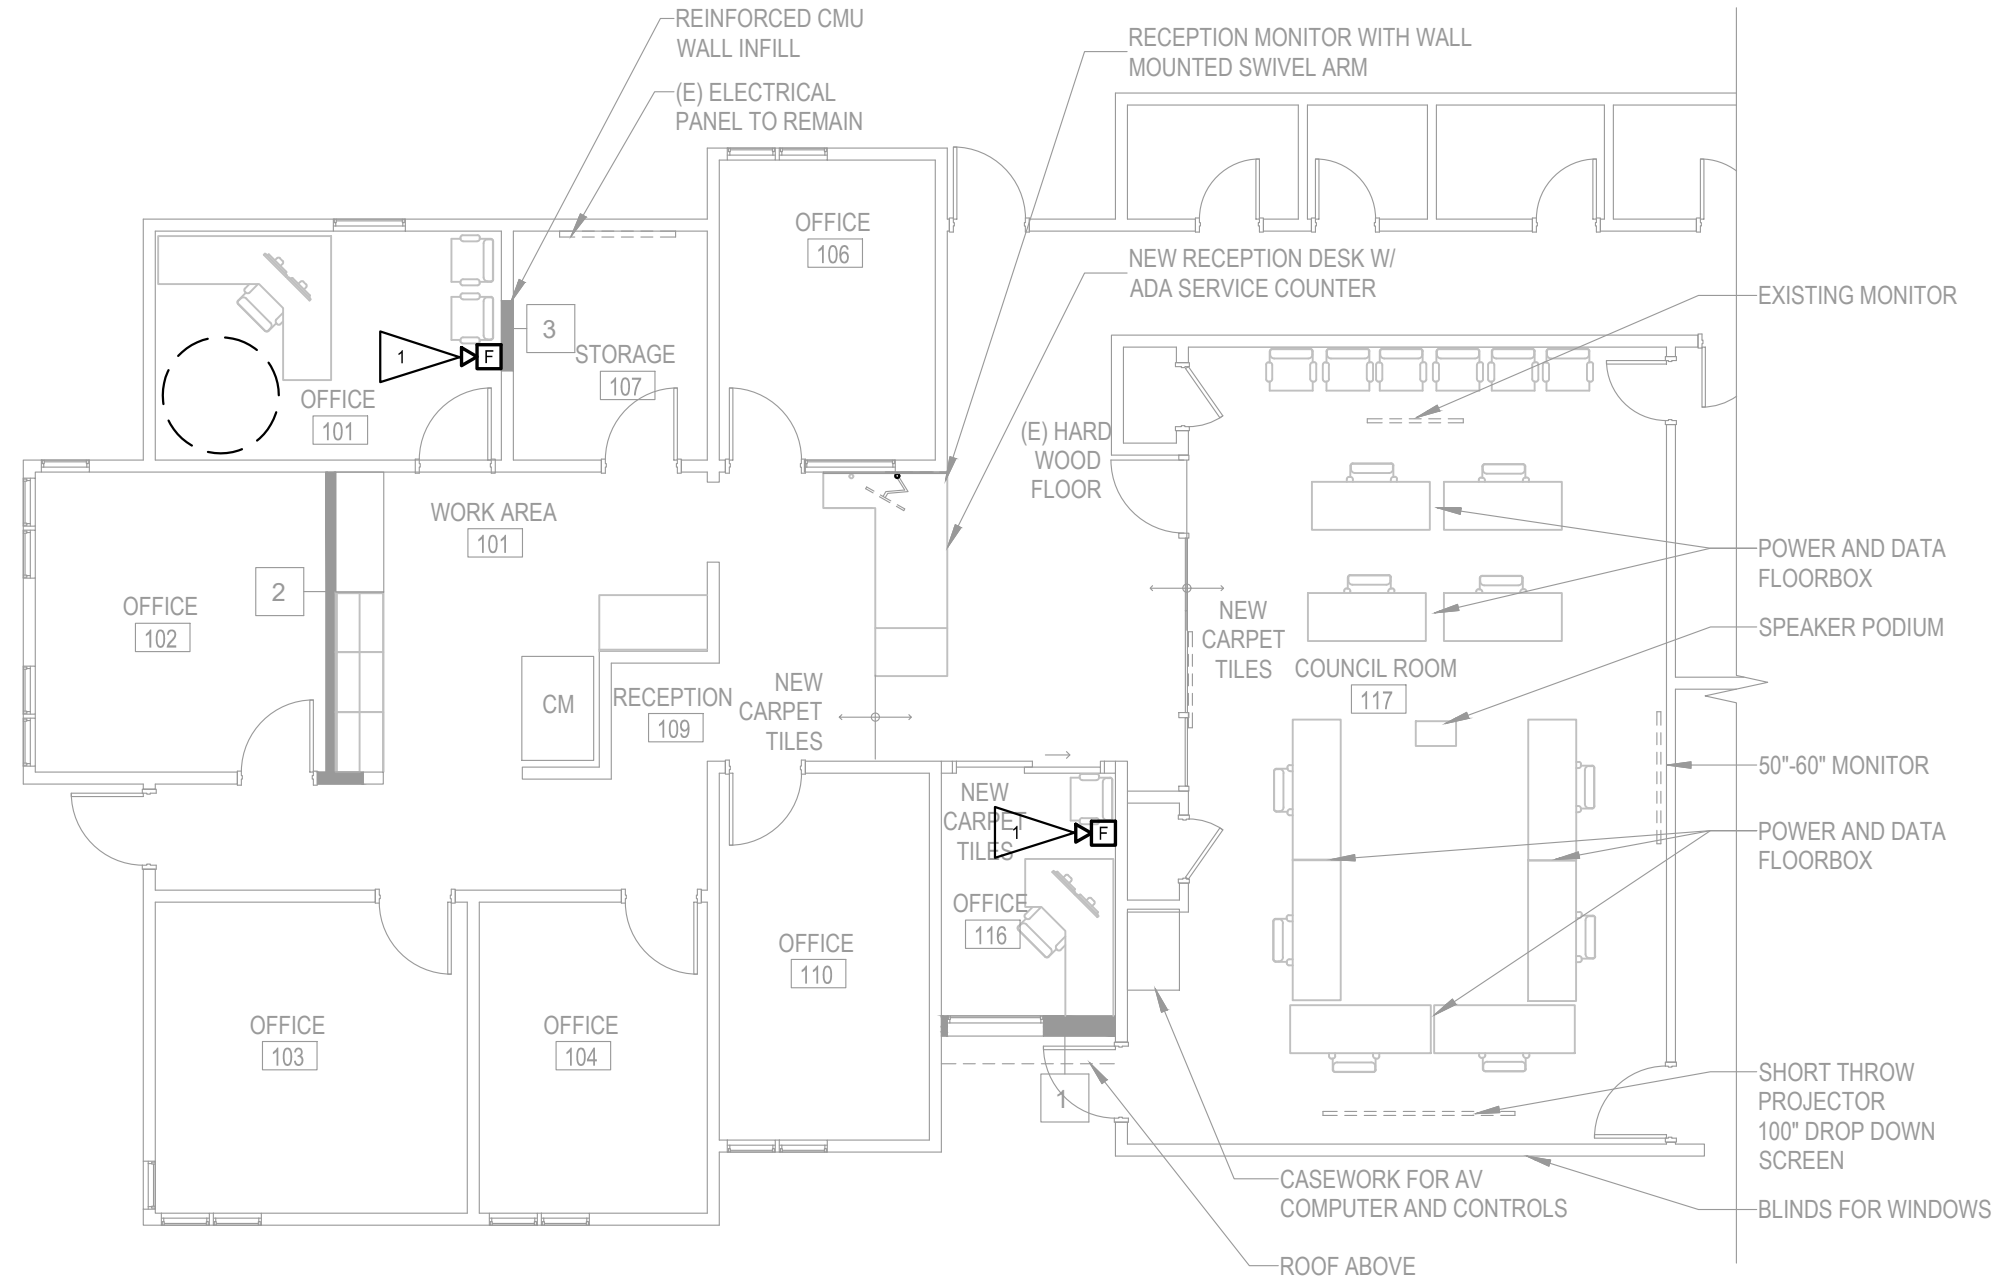 REINFORCED CMU
WALL INFILL
(E) ELECTRICAL
PANEL TO REMAIN
RECEPTION MONITOR WITH WALL
MOUNTED SWIVEL ARM
OFFICE
106
NEW RECEPTION DESK W/
ADA SERVICE COUNTER
EXISTING MONITOR
3
1
F
STORAGE
107
OFFICE
101
(E) HARD
WOOD
FLOOR
WORK AREA
101
POWER AND DATA
FLOORBOX
2
OFFICE
102
NEW
CARPET
TILES
SPEAKER PODIUM
COUNCIL ROOM
117
CM
RECEPTION
109
NEW
CARPET
TILES
50"-60" MONITOR
NEW
CARPET
TILES
1
F
POWER AND DATA
FLOORBOX
OFFICE
116
OFFICE
110
OFFICE
103
OFFICE
104
1
SHORT THROW
PROJECTOR
100" DROP DOWN
SCREEN
CASEWORK FOR AV
COMPUTER AND CONTROLS
BLINDS FOR WINDOWS
ROOF ABOVE